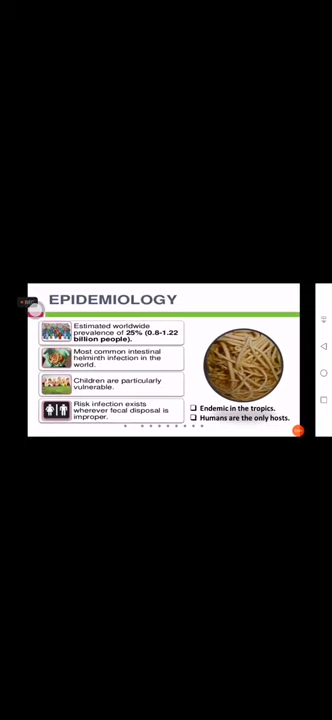 EPIDEMIOLOGY
Estimated worldwide
prevalence of 25% (0.8-1.22
billion people).
Most common intestinal
helminth infection in the
world.
Children are particularly
vulnerable.
Risk infection exists
wherever fecal disposal is
improper.
❑ Endemic in the tropics.
❑ Humans are the only hosts.